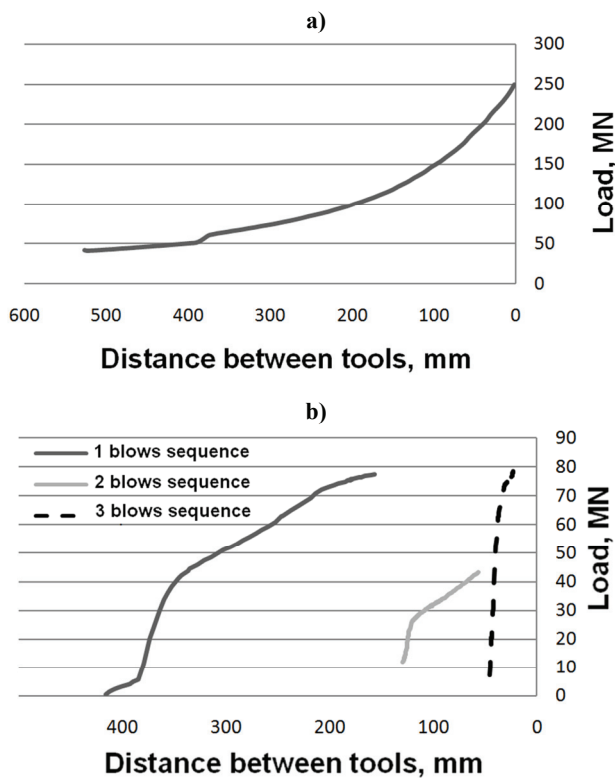 a)
300
250
200
150
100
50
0
Load, MN
600 500 400 300 200 100 0
Distance between tools, mm
b)
1 blows sequence
2 blows sequence
3 blows sequence
90
80
70
60
50
40
30
20
10
0
Load, MN
400 300 200 100 0
Distance between tools, mm